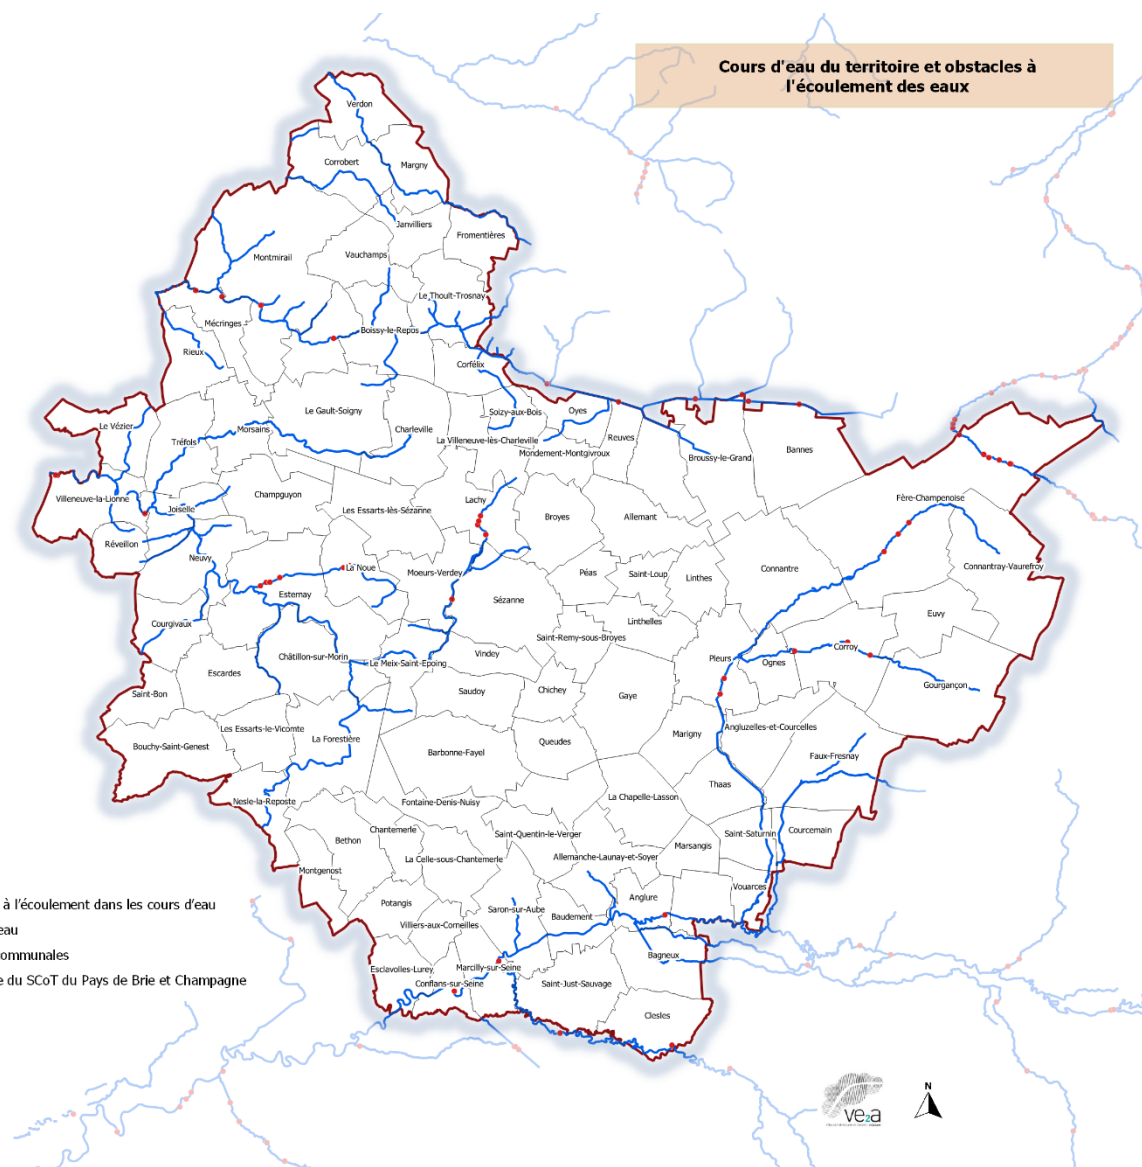 Cours d'eau du territoire et obstacles à
l'écoulement des eaux
Verdon
Corrobert
Margny
Janvilliers
Fromentières
Montmirail
Vauchamps
Le Thoult-Trosnay
Mécringes
Boissy-le-Repos
Rieux
Corfélix
Le Gault-Soigny
Soizy-aux-Bois
Oyes
Le Vézier
Morsains
Charleville
Tréfols
La Villeneuve-lès-Charleville
Reuves
Mondement-Montgivroux
Broussy-le-Grand
Bannes
Villeneuve-la-Lionne
Champguyon
Lachy
Fère-Champenoise
Joiselle
Les Essarts-lès-Sézanne
Broyes
Allemant
Réveillon
Neuvy
La Noue
Moeurs-Verdey
Péas
Saint-Loup
Linthes
Connantre
Connantray-Vaurefroy
Esternay
Sézanne
Euvy
Courgivaux
Linthelles
Saint-Remy-sous-Broyes
Corroy
Châtillon-sur-Morin
Vindey
Pleurs
Ognes
Le Meix-Saint-Epoing
Escardes
Gourgançon
Saint-Bon
Saudoy
Chichey
Gaye
Les Essarts-le-Vicomte
Angluzelles-et-Courcelles
La Forestière
Marigny
Bouchy-Saint-Genest
Queudes
Barbonne-Fayel
Faux-Fresnay
Thaas
Nesle-la-Reposte
Fontaine-Denis-Nuisy
La Chapelle-Lasson
Chantemerle
Saint-Quentin-le-Verger
Saint-Saturnin
Courcemain
Bethon
Marsangis
La Celle-sous-Chantemerle
Allemanche-Launay-et-Soyer
Montgenost
Vouarces
Anglure
Potangis
Saron-sur-Aube
à l'écoulement dans les cours d'eau
Baudement
Villiers-aux-Corneilles
eau
ommunales
Bagneux
Esclavolles-Lurey
Marcilly-sur-Seine
e du SCoT du Pays de Brie et Champagne
Conflans-sur-Seine
Saint-Just-Sauvage
Clesles
N
ve2a